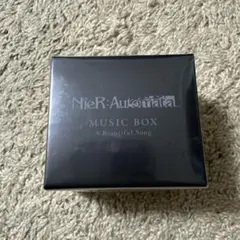 NieR:Automata
MUSIC BOX
A Beautiful Song